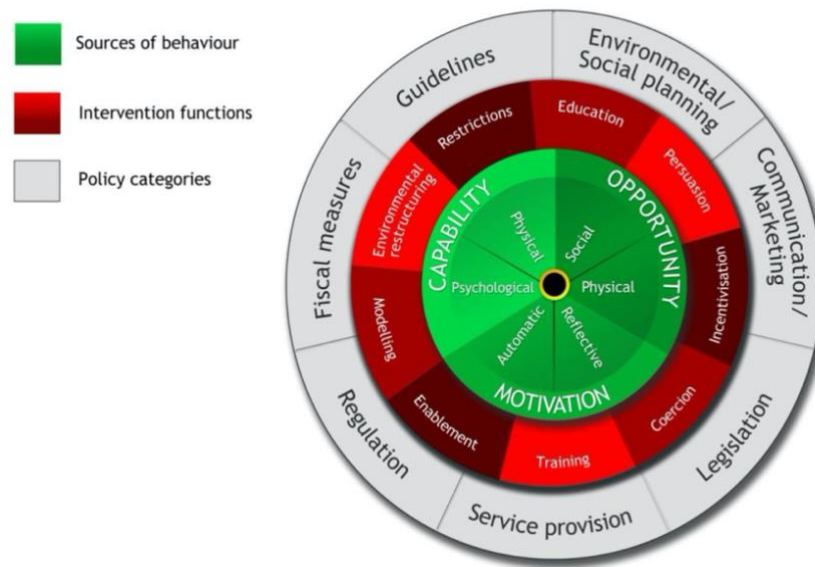 Sources of behaviour
Intervention functions
Policy categories
Guidelines
Environmental/
Social planning
Communication/
Marketing
Legislation
Service provision
Regulation
Fiscal measures
Restrictions
Education
Persuasion
Incentivisation
Coercion
Training
Enablement
Modelling
Environmental
restructuring
CAPABILITY
OPPORTUNITY
MOTIVATION
Physical
Social
Psychological
Physical
Automatic
Reflective